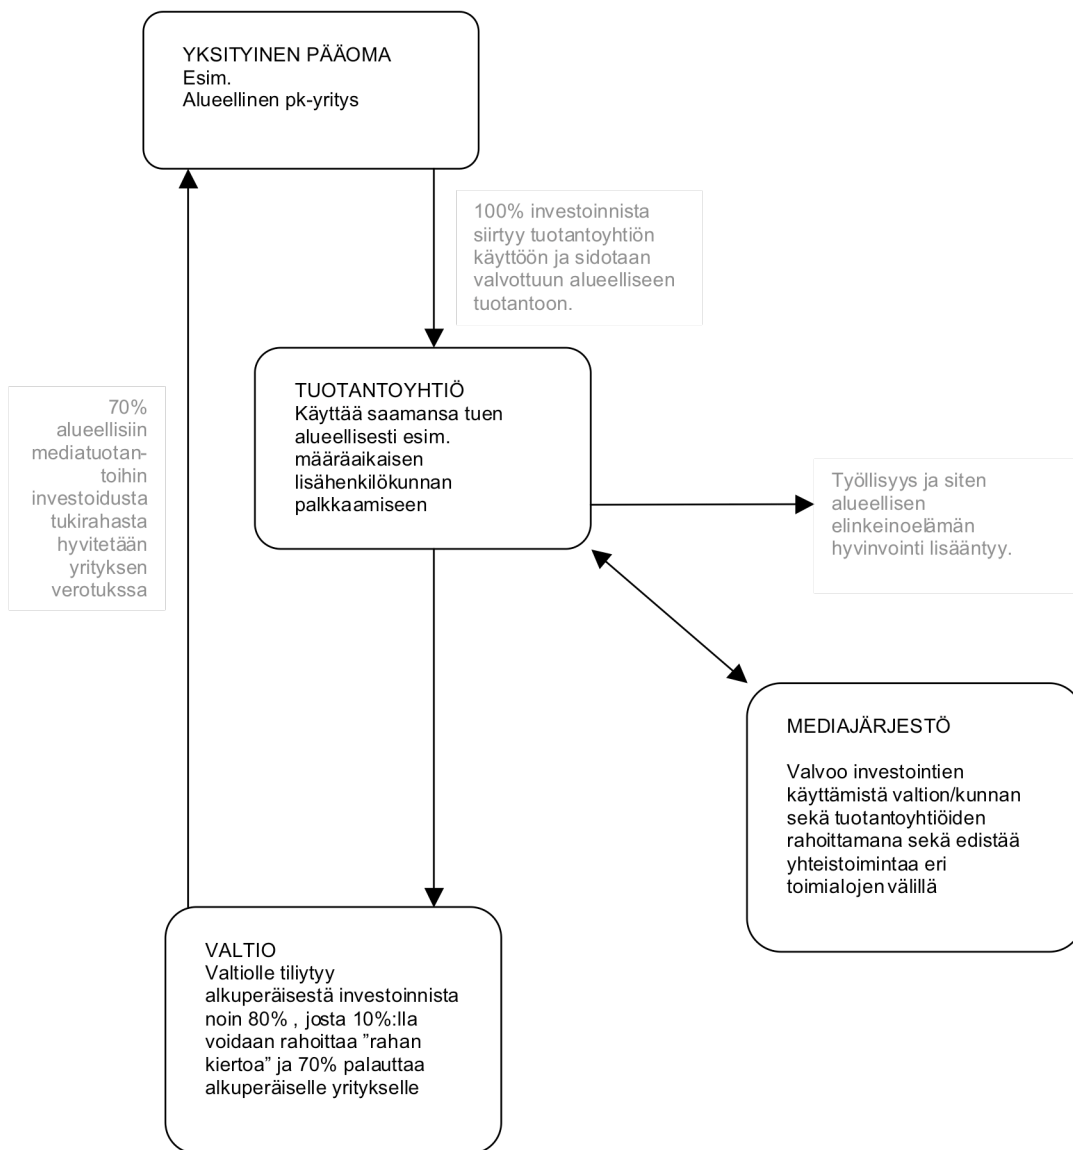 YKSITYINEN PÄÄOMA
Esim.
Alueellinen pk-yritys
100% investoinnista
siirtyy tuotantoyhtiön
käyttöön ja sidotaan
valvottuun alueelliseen
tuotantoon.
TUOTANTOYHTIÖ
Käyttää saamansa tuen
alueellisesti esim.
määräaikaisen
lisähenkilökunnan
palkkaamiseen
70%
alueellisiin
mediatuotan-
toihin
investoidusta
tukirahasta
hyvitetään
yrityksen
verotukssa
Työllisyys ja siten
alueellisen
elinkeinoelämän
hyvinvointi lisääntyy.
MEDIAJÄRJESTÖ
Valvoo investointien
käyttämistä valtion/kunnan
sekä tuotantoyhtiöiden
rahoittamana sekä edistää
yhteistoimintaa eri
toimialojen välillä
VALTIO
Valtiolle tiliytyy
alkuperäisestä investoinnista
noin 80% , josta 10%:lla
voidaan rahoittaa ”rahan
kiertoa” ja 70% palauttaa
alkuperäiselle yritykselle